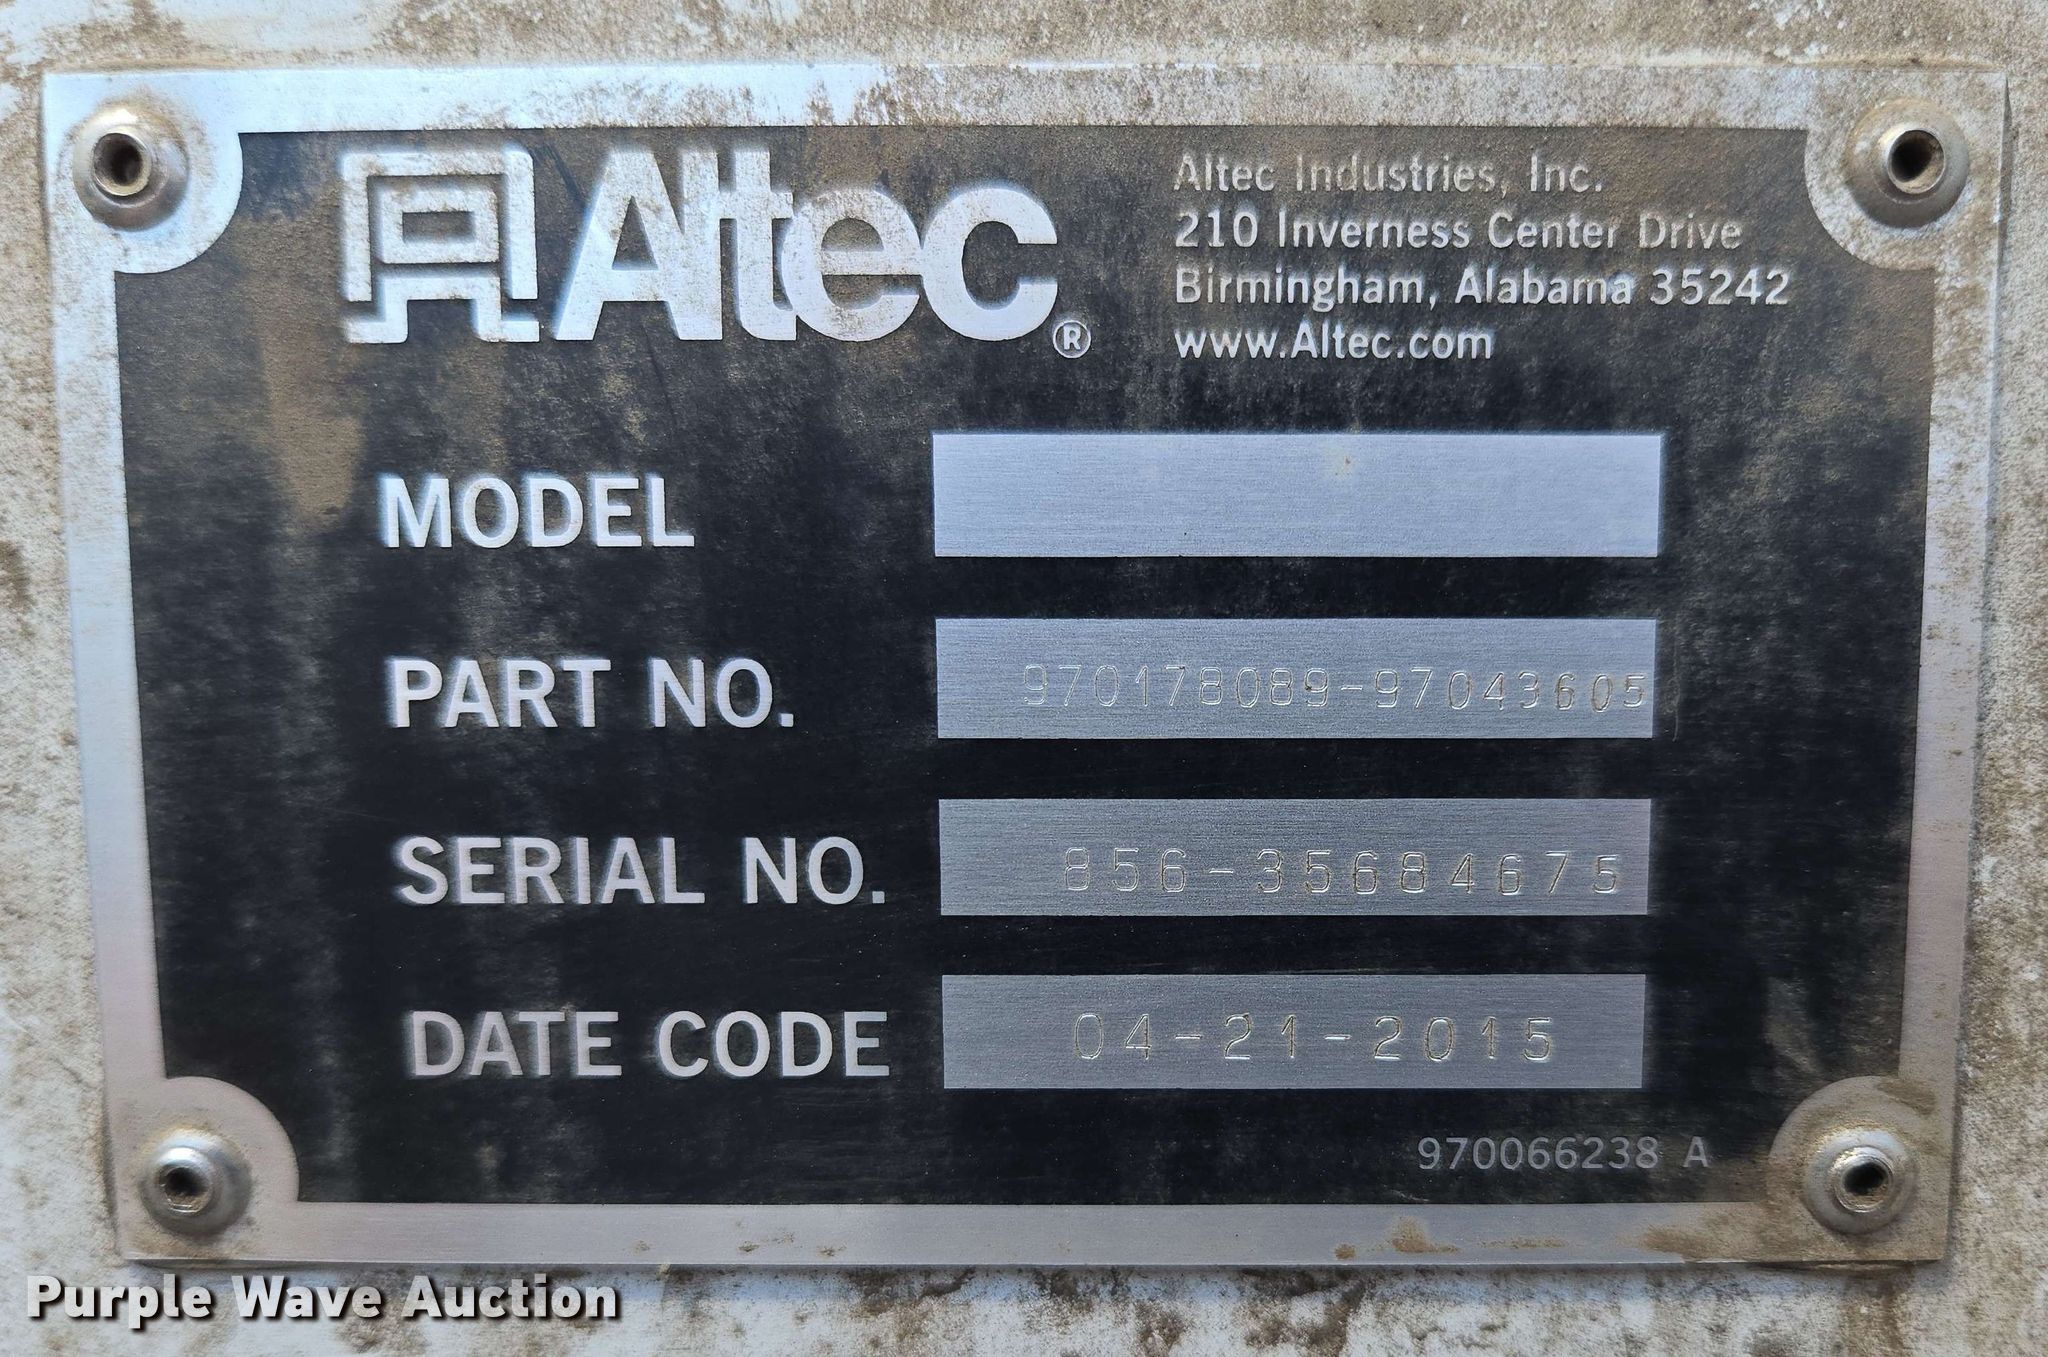 Altec®
Altec Industries, Inc.
210 Inverness Center Drive
Birmingham, Alabama 35242
www.Altec.com
MODEL
PART NO. 970178089-97043605
SERIAL NO. 856-35684675
DATE CODE 04-21-2015
970066238 A
Purple Wave Auction